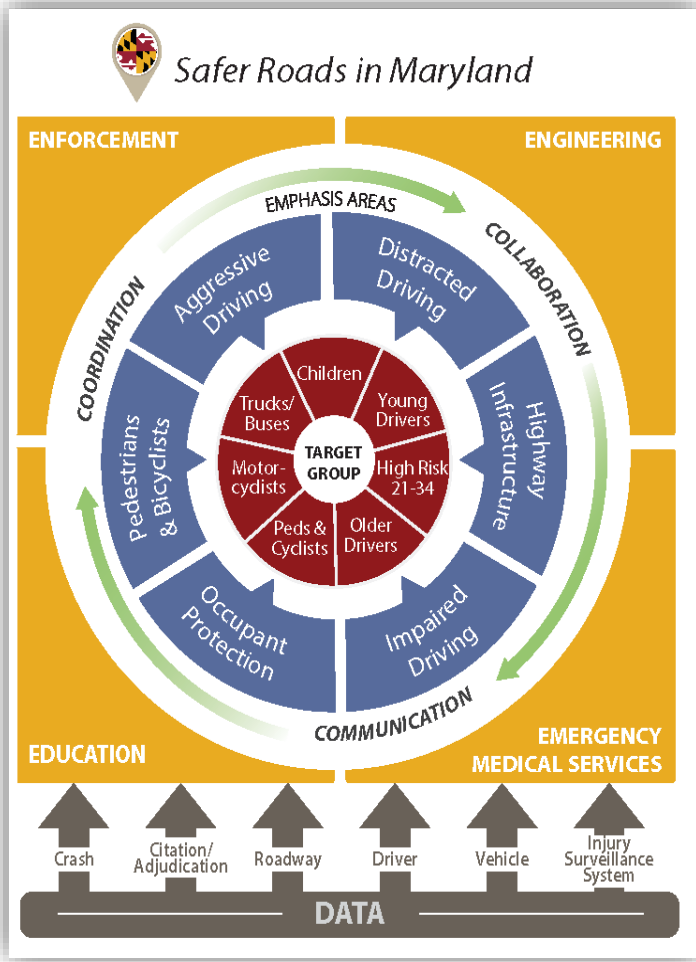 Safer Roads in Maryland
ENFORCEMENT
ENGINEERING
EMPHASIS AREAS
COORDINATION
COLLABORATION
COMMUNICATION
Aggressive
Driving
Distracted
Driving
Highway
Infrastructure
Impaired
Driving
Occupant
Protection
Pedestrians
& Bicyclists
Children
Young
Drivers
High Risk
21-34
Older
Drivers
Peds &
Cyclists
Motor-
cyclists
Trucks/
Buses
TARGET
GROUP
EDUCATION
EMERGENCY
MEDICAL SERVICES
Crash
Citation/
Adjudication
Roadway
Driver
Vehicle
Injury
Surveillance
System
DATA